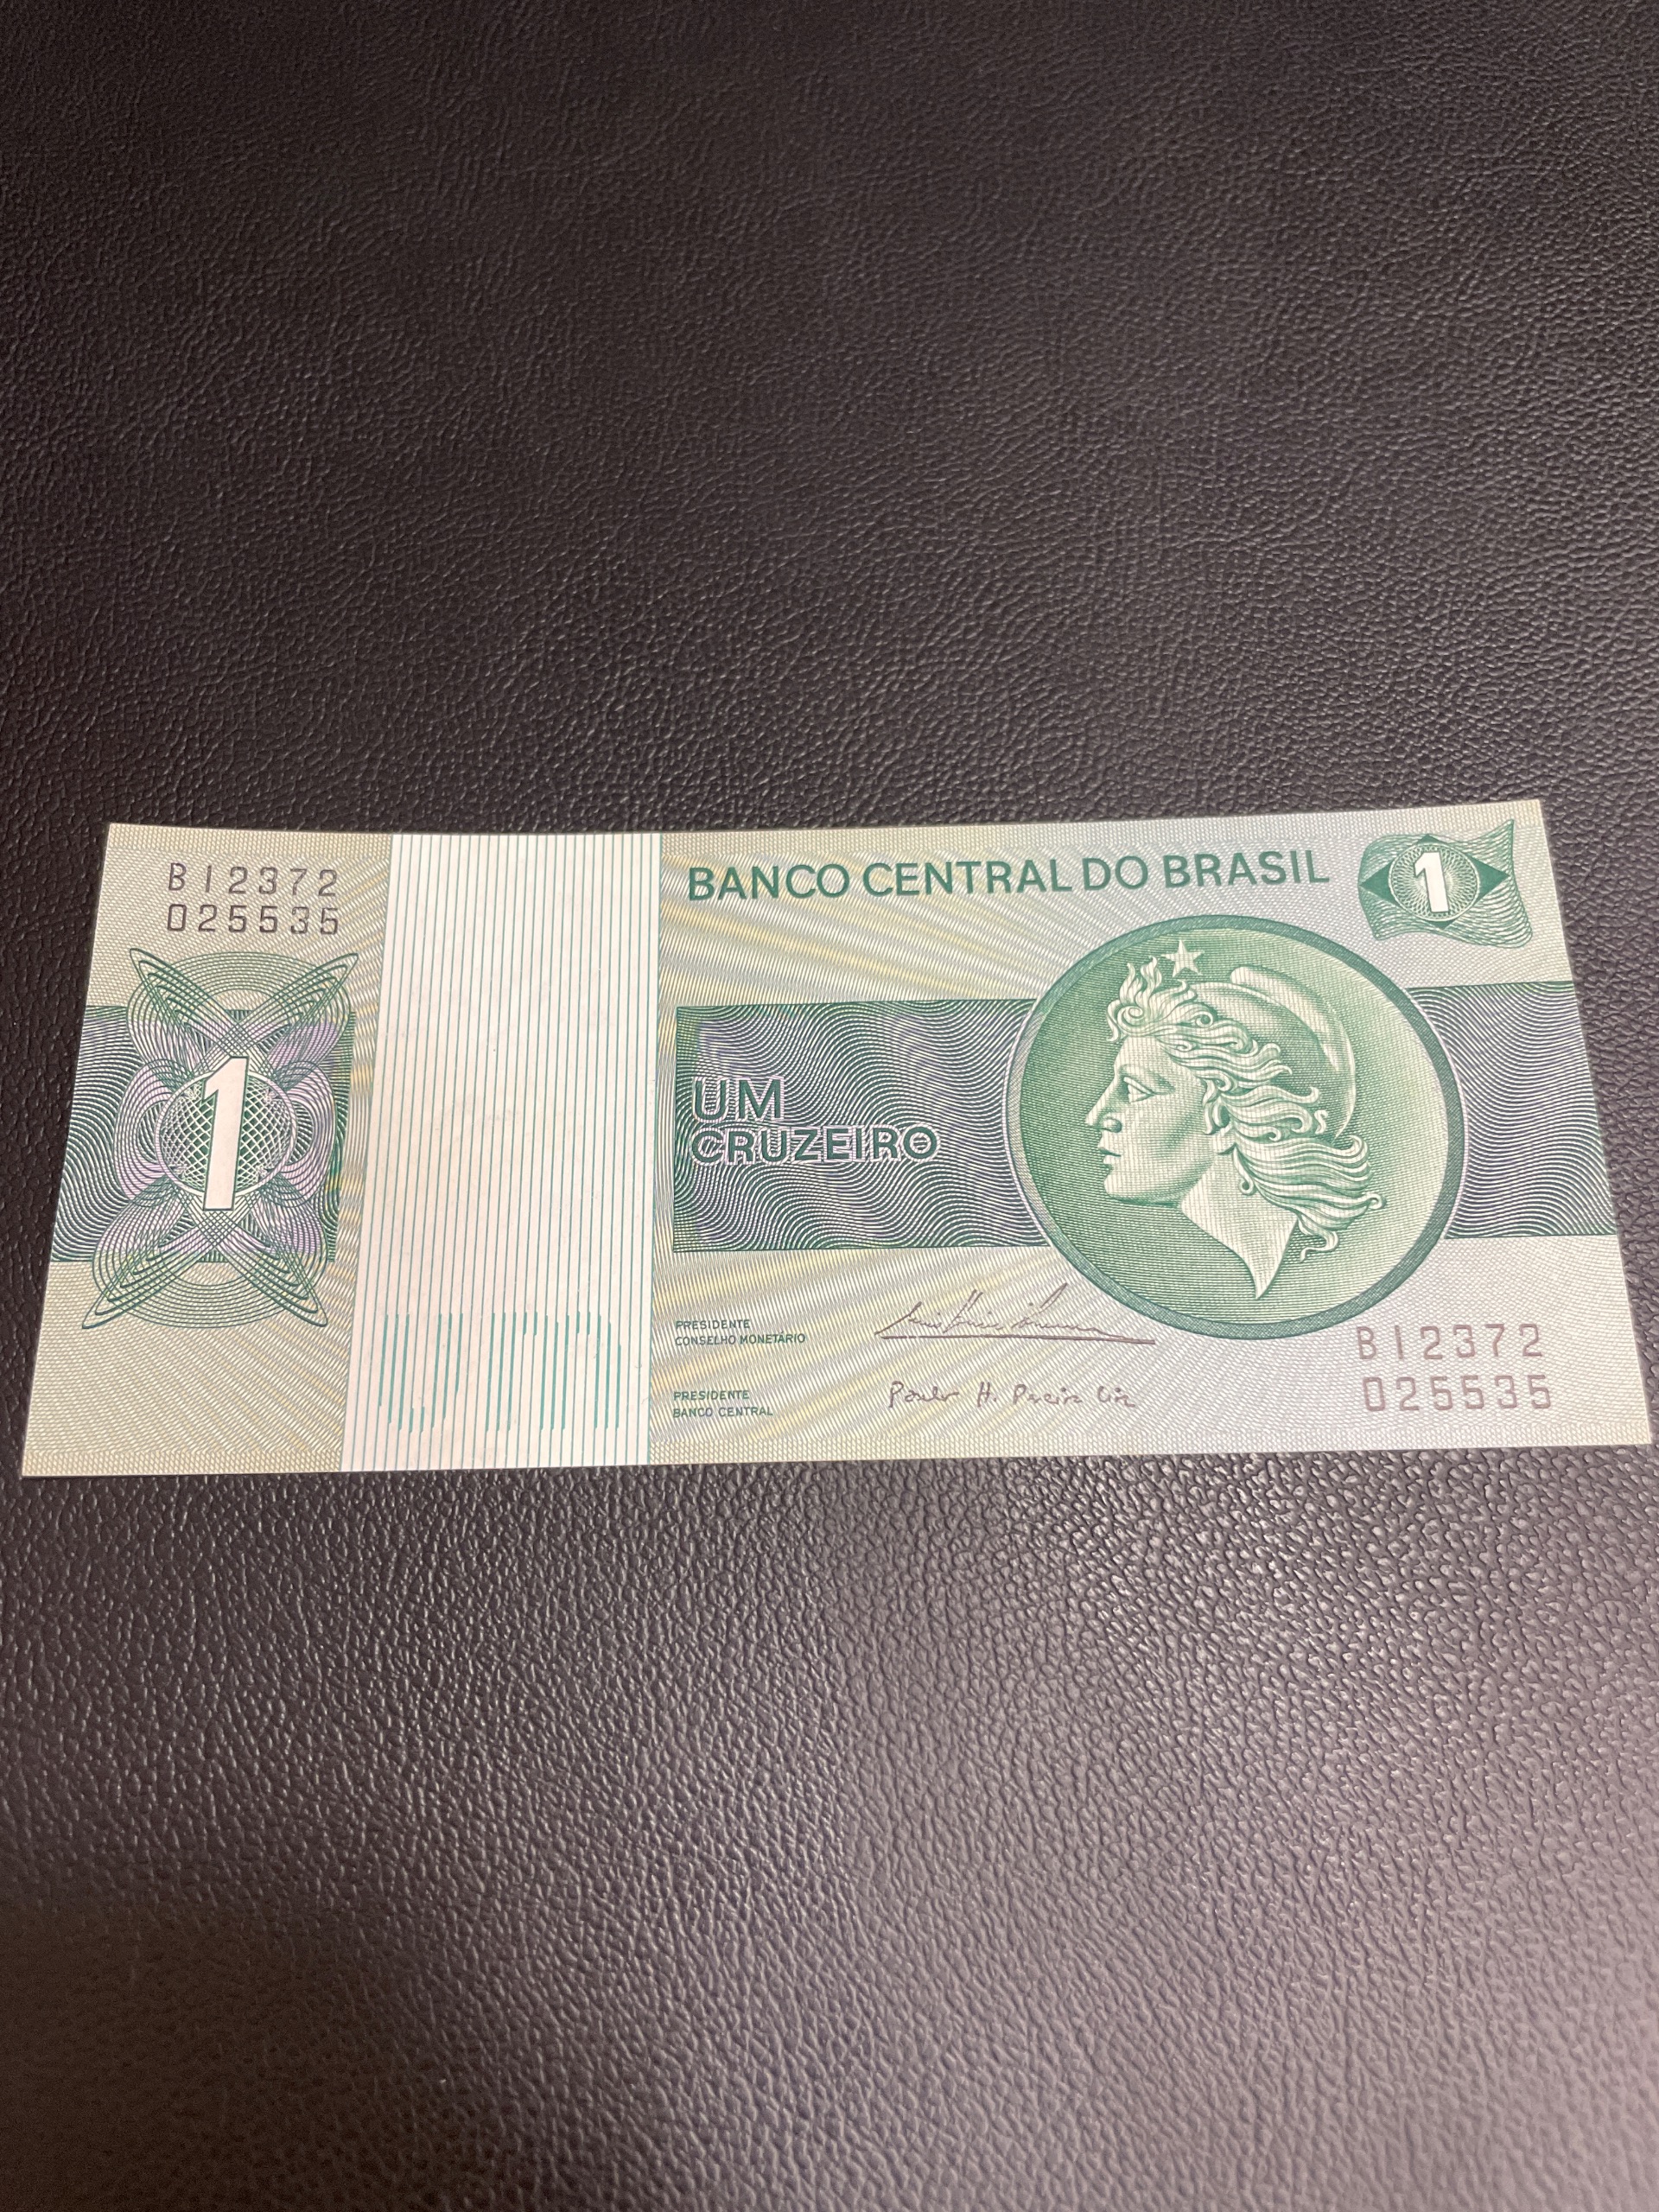 B12372
025535
BANCO CENTRAL DO BRASIL
1
1
UM
CRUZEIRO
PRESIDENTE
CONSELHO MONETÁRIO
PRESIDENTE
BANCO CENTRAL
B12372
025535